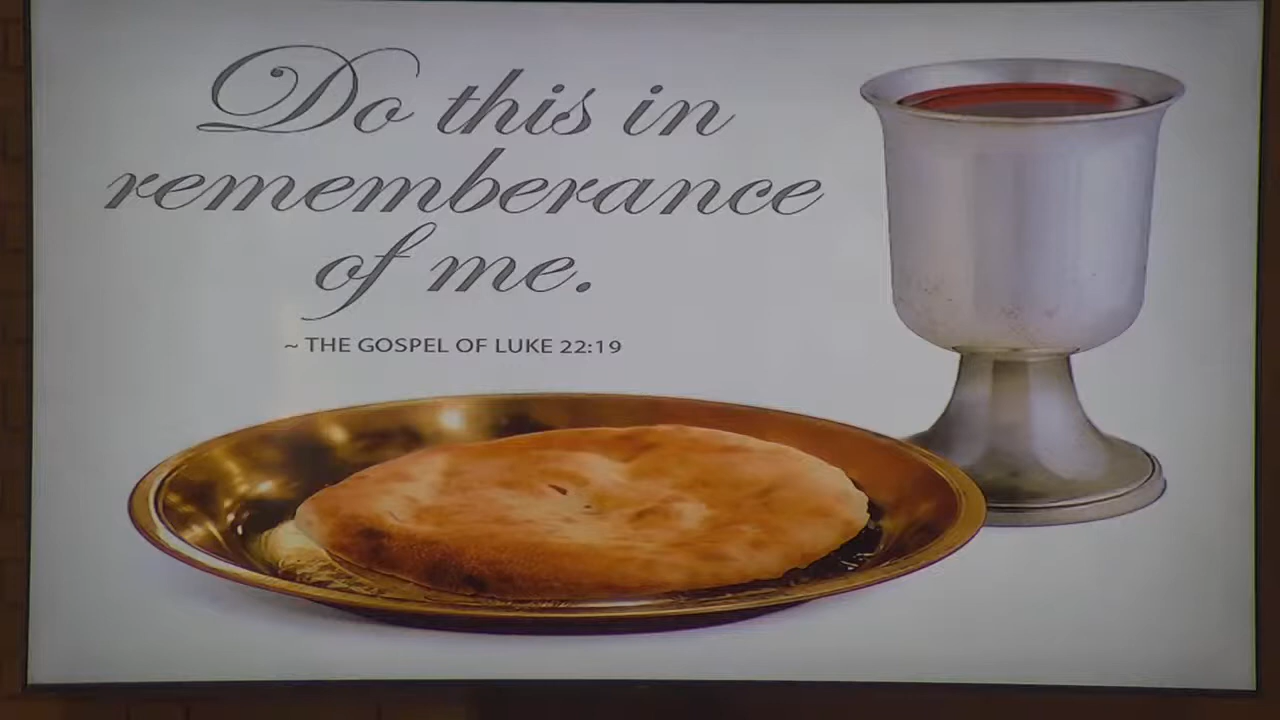 Do this in
rememberance
of me.
~ THE GOSPEL OF LUKE 22:19